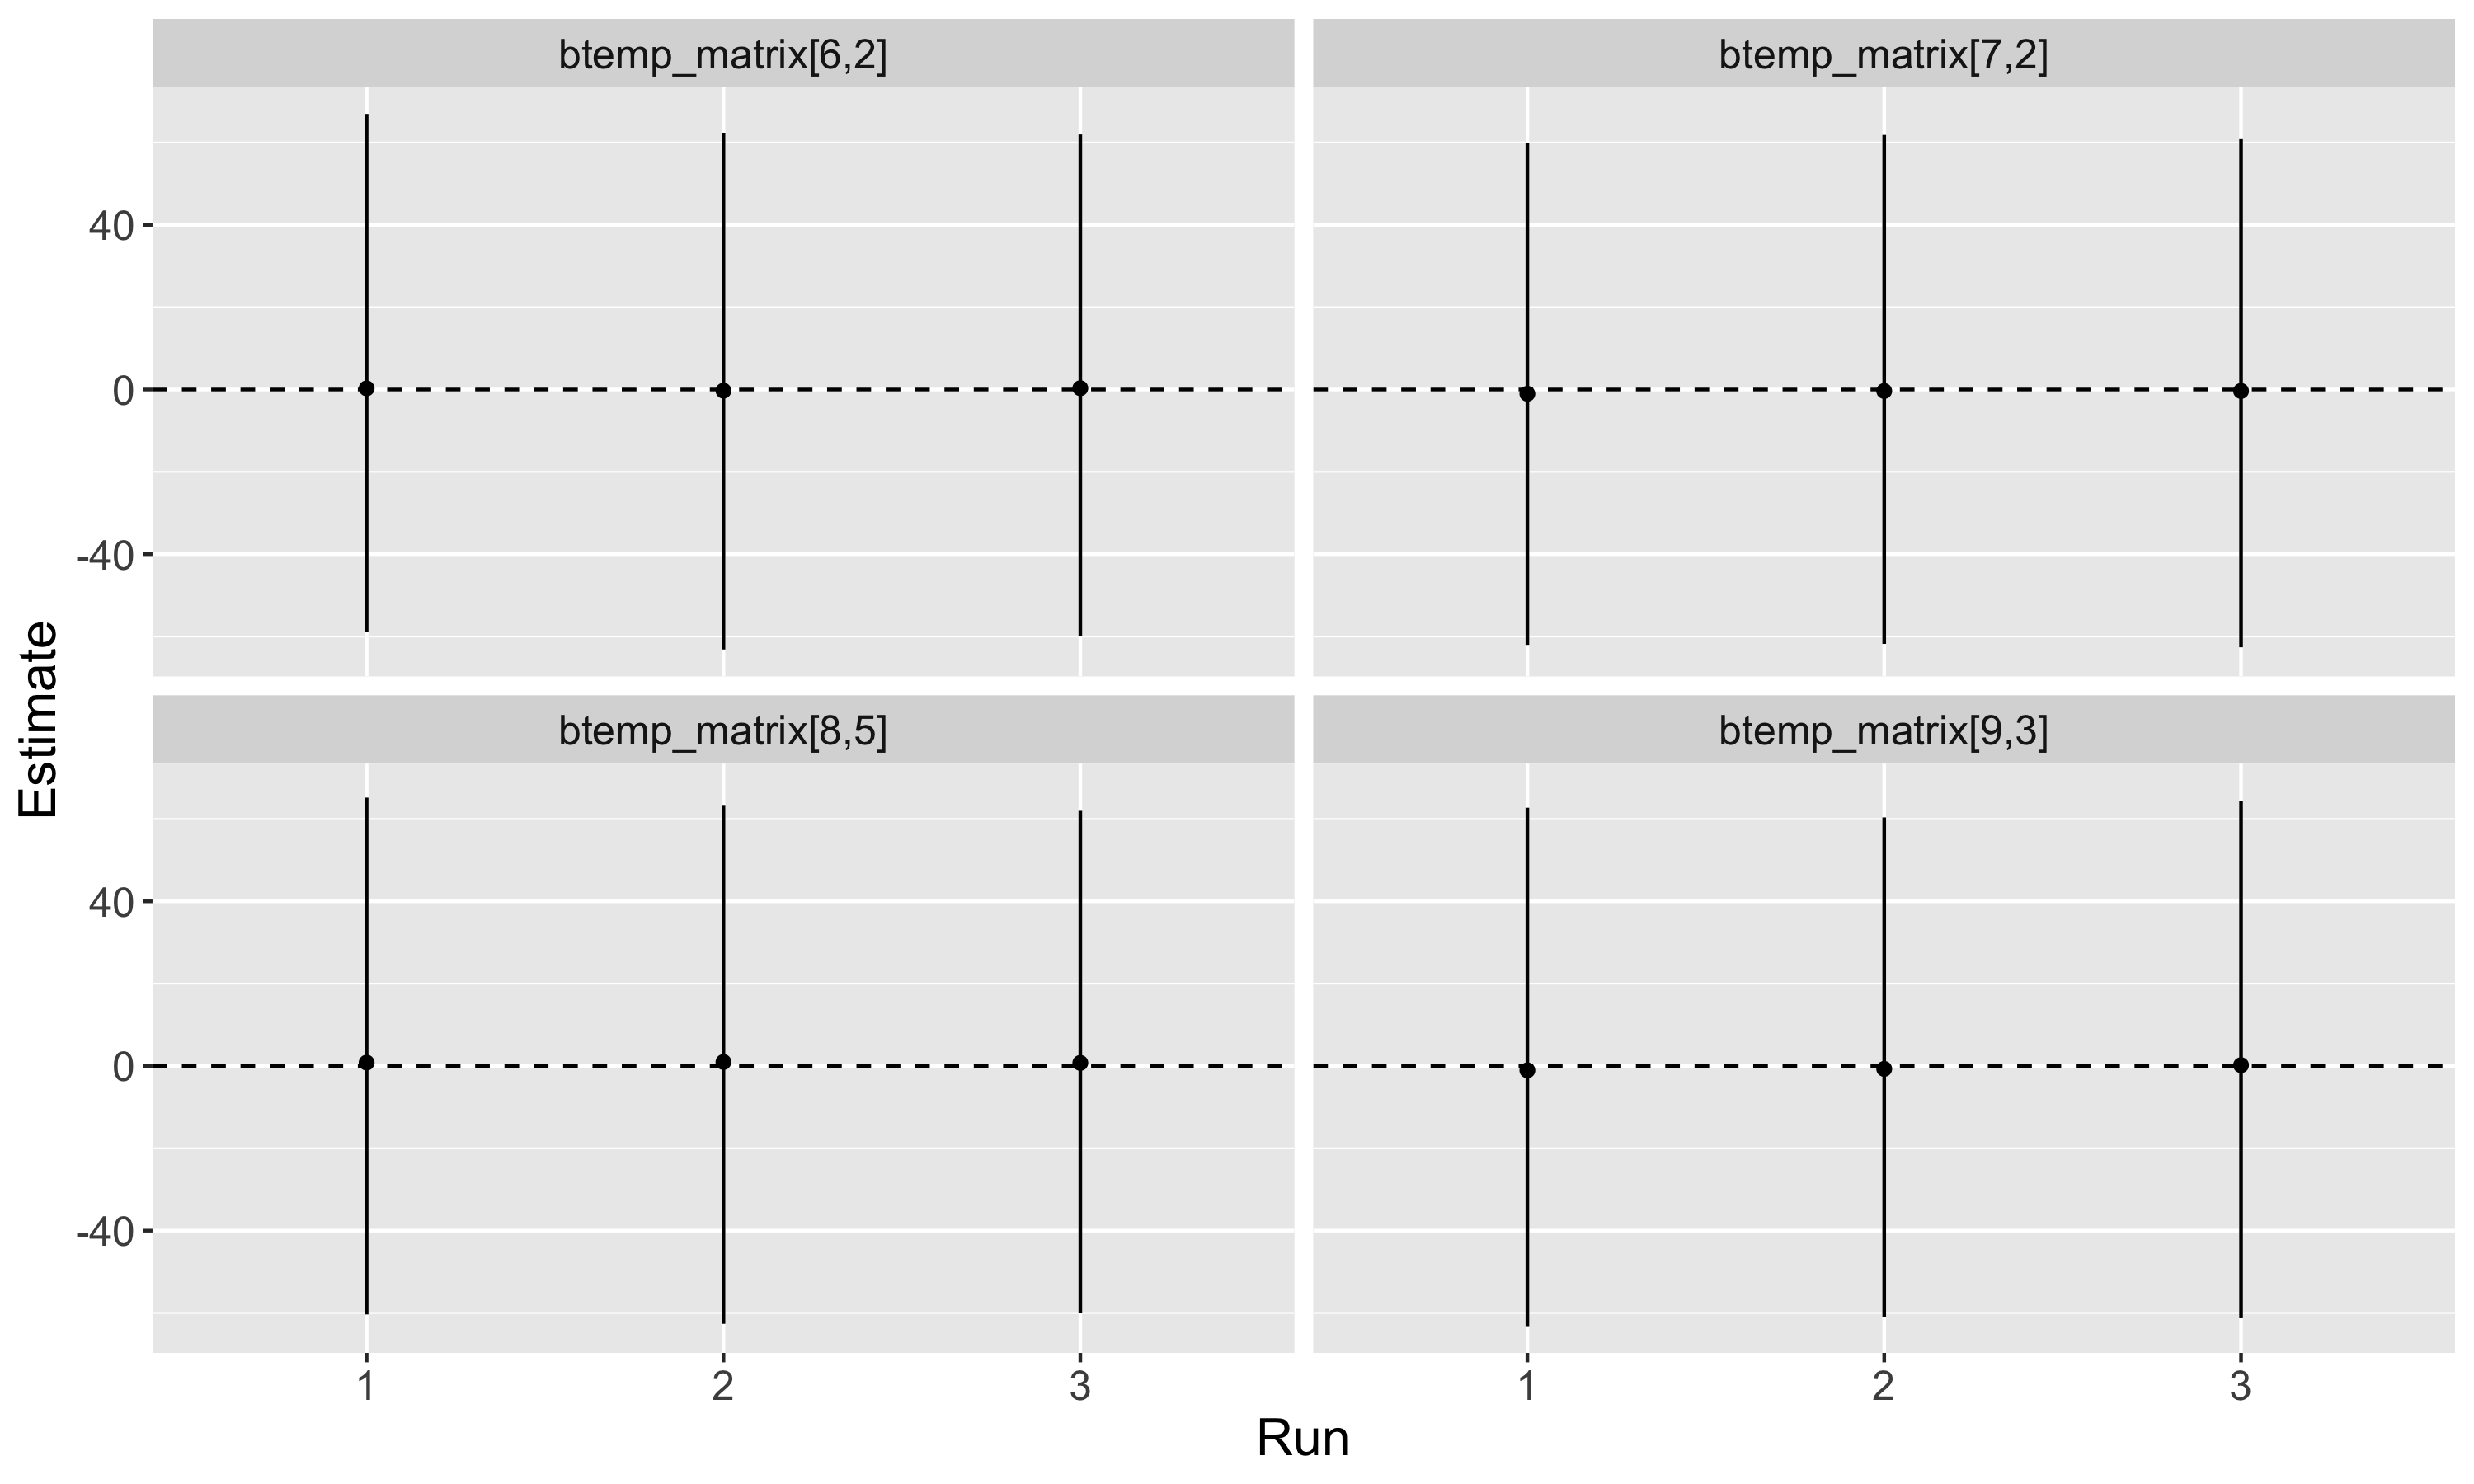 btemp_matrix[6,2]
btemp_matrix[7,2]
40
0
-40
btemp_matrix[8,5]
btemp_matrix[9,3]
40
0
-40
Estimate
1 2 3 1 2 3
Run